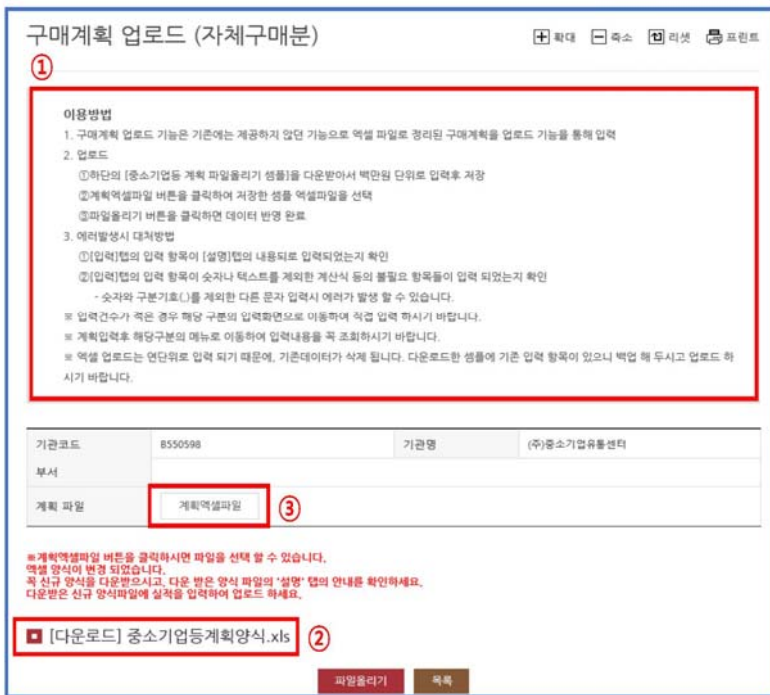 구매계획 업로드 (자체구매분)
확대 축소 리셋 프린트
①
이용방법
1. 구매계획 업로드 기능은 기존에는 제공하지 않던 기능으로 엑셀 파일로 정리된 구매계획을 업로드 기능을 통해 입력
2. 업로드
①하단의 [중소기업등 계획 파일올리기 샘플]을 다운받아서 백만원 단위로 입력후 저장
②계획엑셀파일 버튼을 클릭하여 저장한 샘플 엑셀파일을 선택
③파일올리기 버튼을 클릭하면 데이터 반영 완료
3. 에러발생시 대처방법
①[입력]탭의 입력 항목이 [설명]탭의 내용되로 입력되었는지 확인
②[입력]탭의 입력 항목이 숫자나 텍스트를 제외한 계산식 등의 불필요 항목들이 입력 되었는지 확인
- 숫자와 구분기호(,)를 제외한 다른 문자 입력시 에러가 발생 할 수 있습니다.
※ 입력건수가 적은 경우 해당 구분의 입력화면으로 이동하여 직접 입력 하시기 바랍니다.
※ 계획입력후 해당구분의 메뉴로 이동하여 입력내용을 꼭 조회하시기 바랍니다.
※ 엑셀 업로드는 연단위로 입력 되기 때문에, 기존데이터가 삭제 됩니다. 다운로드한 샘플에 기존 입력 항목이 있으니 백업 해 두시고 업로드 하
시기 바랍니다.
기관코드 B550598 기관명 (주)중소기업유통센터
부서
계획 파일 계획엑셀파일 ③
※계획엑셀파일 버튼을 클릭하시면 파일을 선택 할 수 있습니다.
엑셀 양식이 변경 되었습니다.
꼭 신규 양식을 다운받으시고, 다운 받은 양식 파일의 '설명' 탭의 안내를 확인하세요.
다운받은 신규 양식파일에 실적을 입력하여 업로드 하세요.
[다운로드] 중소기업등계획양식.xls ②
파일올리기 목록